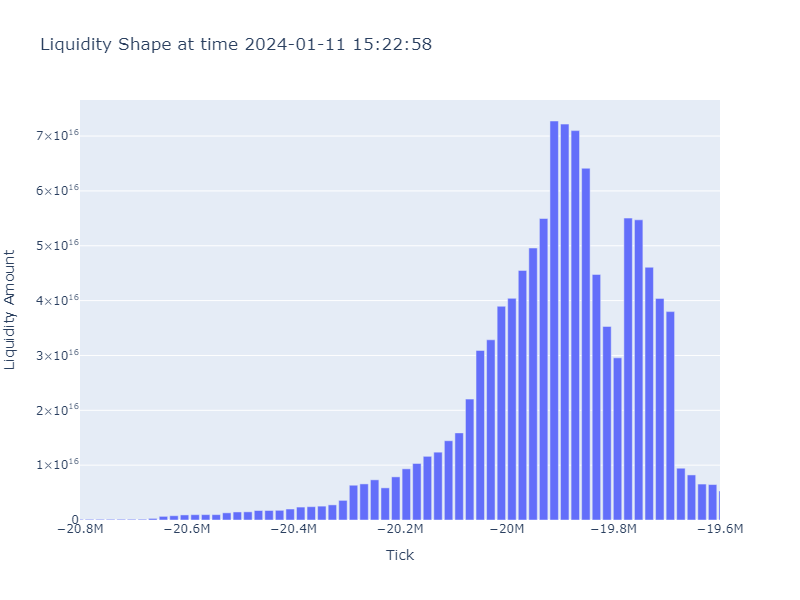 Liquidity Shape at time 2024-01-11 15:22:58
Liquidity Amount
7×10¹⁶
6×10¹⁶
5×10¹⁶
4×10¹⁶
3×10¹⁶
2×10¹⁶
1×10¹⁶
0
−20.8M −20.6M −20.4M −20.2M −20M −19.8M −19.6M
Tick